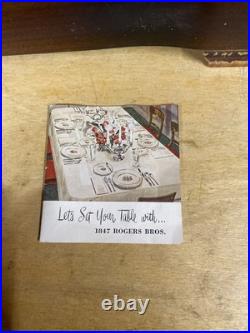 Let's Set Your Table with...
1847 ROGERS BROS.